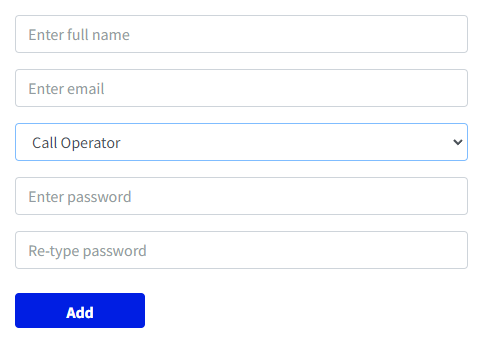 Enter full name
Enter email
Call Operator
Enter password
Re-type password
Add